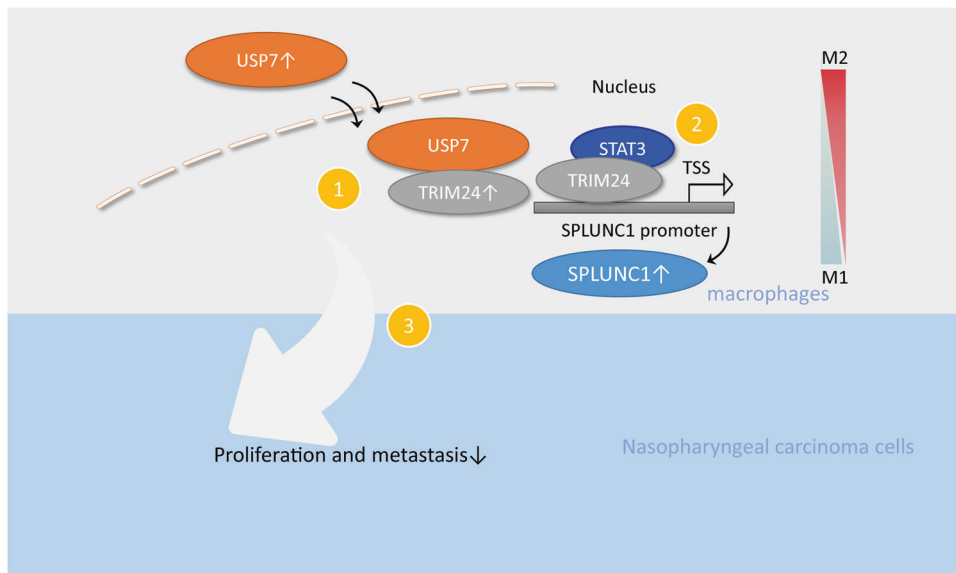 USP7↑
M2
Nucleus
2
USP7
STAT3
TSS
1
TRIM24↑
TRIM24
SPLUNC1 promoter
SPLUNC1↑
M1
macrophages
3
Proliferation and metastasis↓
Nasopharyngeal carcinoma cells